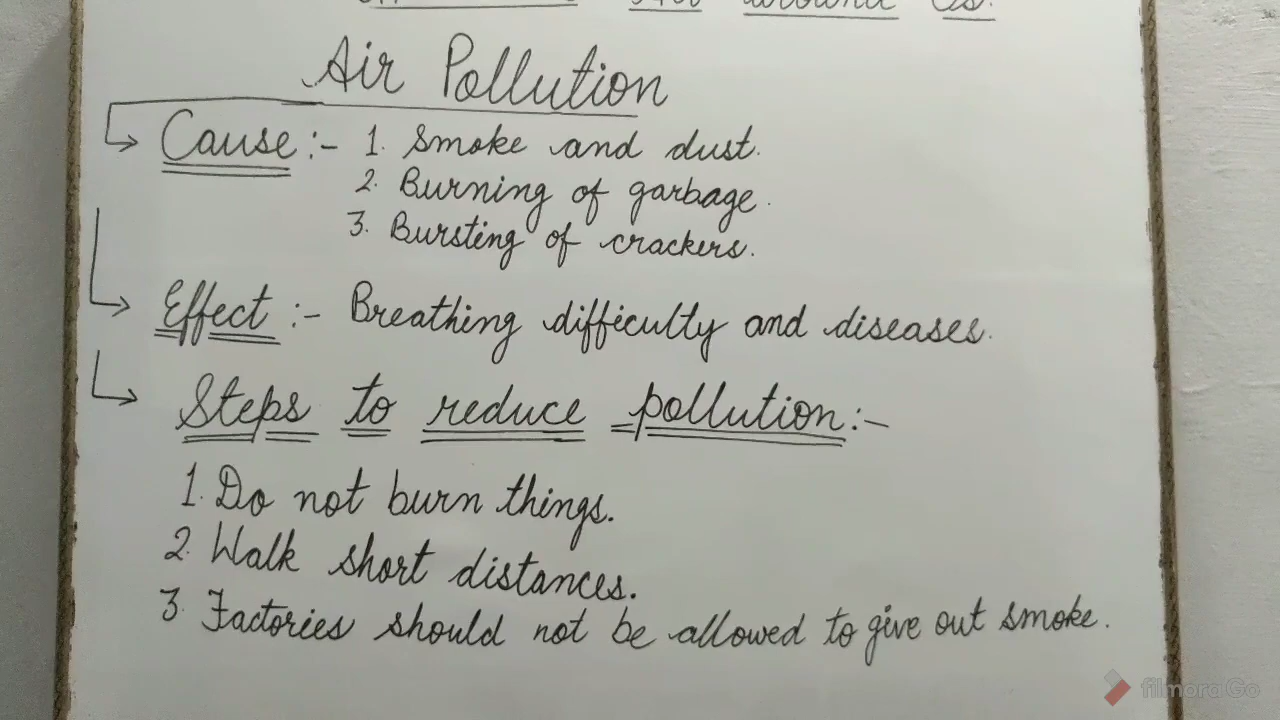 around Us.
Air Pollution
Cause :- 1. Smoke and dust.
2. Burning of garbage.
3. Bursting of crackers.
Effect :- Breathing difficulty and diseases.
Steps to reduce pollution :-
1. Do not burn things.
2. Walk short distances.
3. Factories should not be allowed to give out smoke.
filmora Go